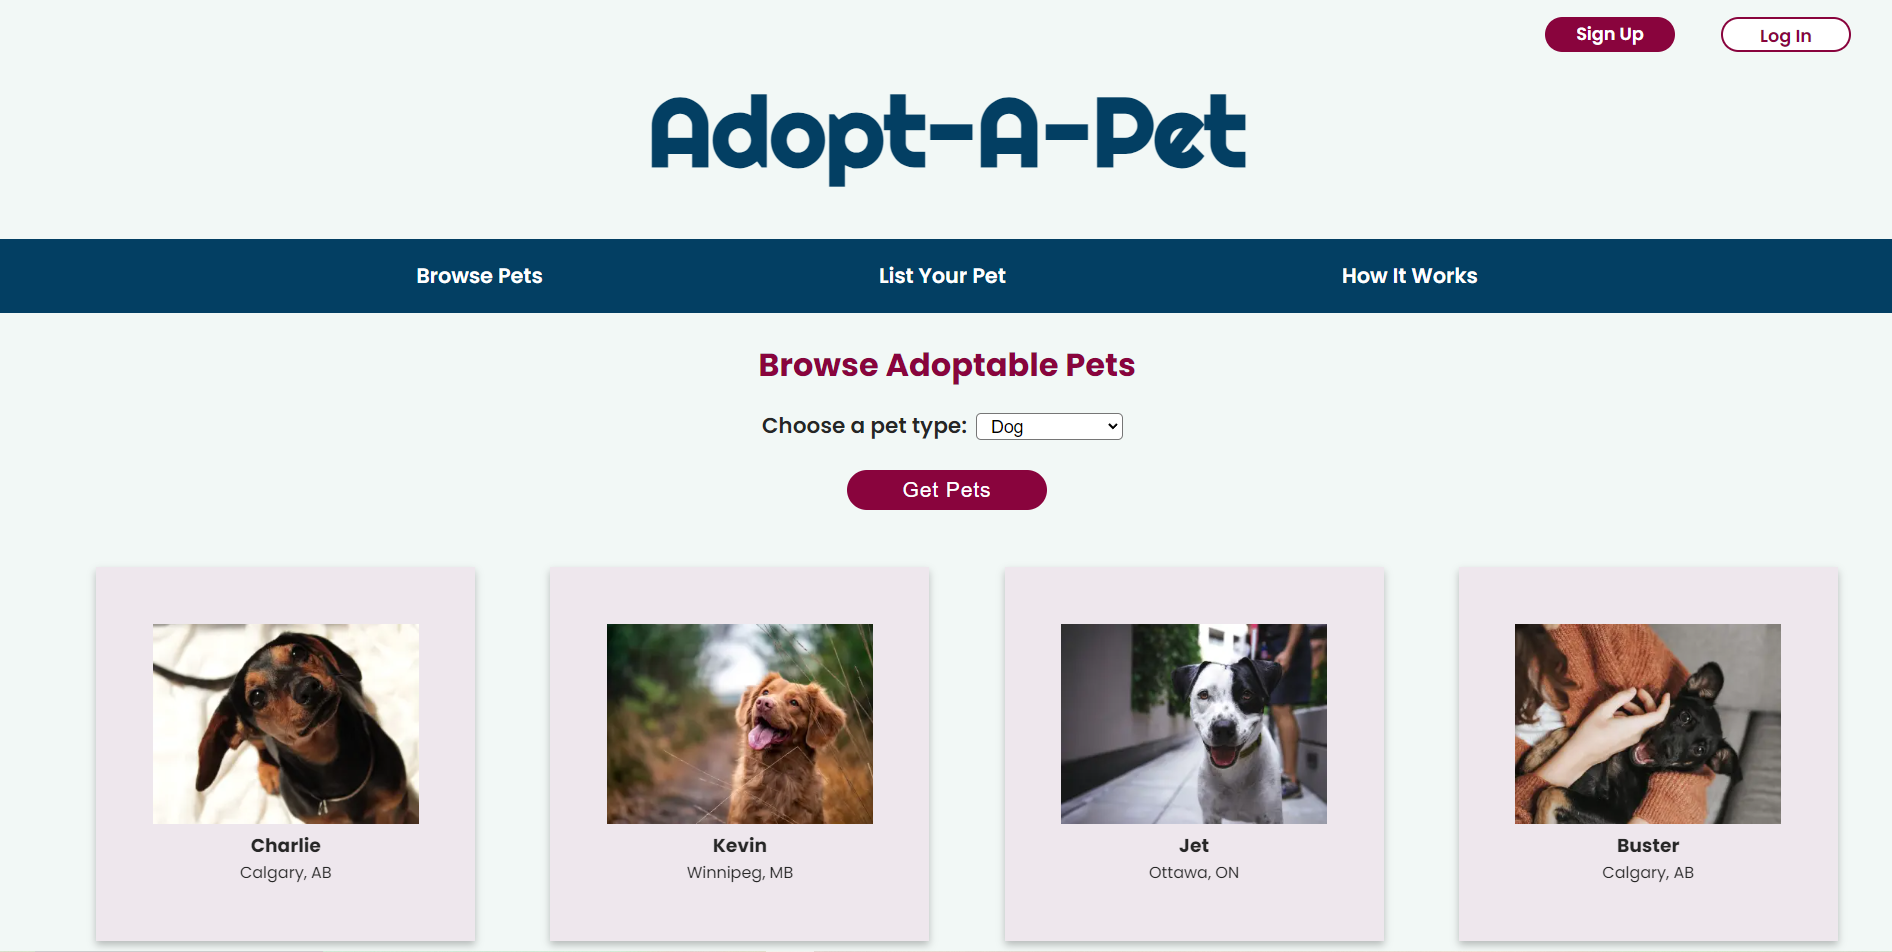 Sign Up
Log In
Adopt-A-Pet
Browse Pets
List Your Pet
How It Works
Browse Adoptable Pets
Choose a pet type: Dog
Get Pets
Charlie
Calgary, AB
Kevin
Winnipeg, MB
Jet
Ottawa, ON
Buster
Calgary, AB